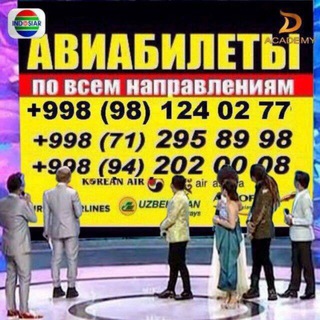 INDOSIAR
D
ACADEMY
АВИАБИЛЕТЫ
по всем направлениям
+998 (98) 124 02 77
+998 (71) 295 89 98
+998 (94) 202 00 08
KOREAN AIR
air